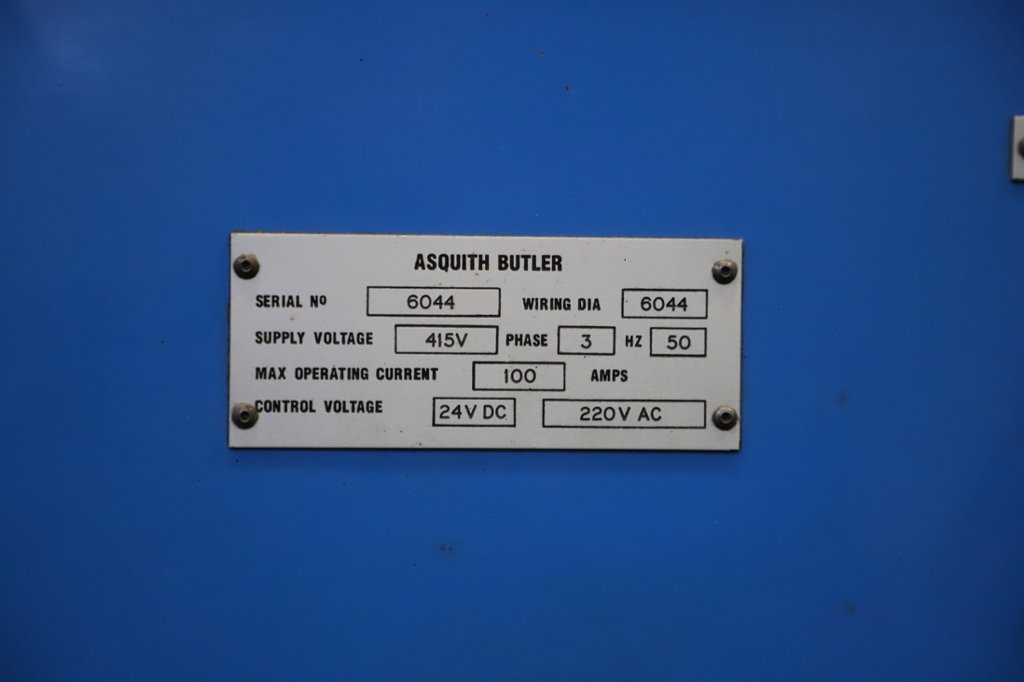 ASQUITH BUTLER
SERIAL Nº 6044 WIRING DIA 6044
SUPPLY VOLTAGE 415V PHASE 3 HZ 50
MAX OPERATING CURRENT 100 AMPS
CONTROL VOLTAGE 24V DC 220V AC